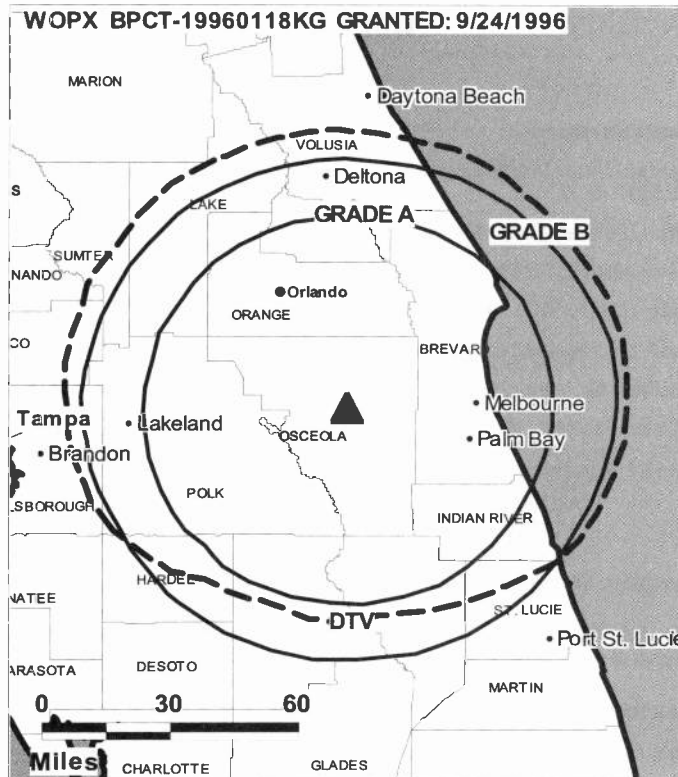 WOPX BPCT-19960118KG GRANTED: 9/24/1996
MARION
Daytona Beach
VOLUSIA
Deltona
S
LAKE
GRADE A
GRADE B
SUMTER
NANDO
Orlando
ORANGE
CO
BREVARD
Melbourne
Tampa
Lakeland
OSCEOLA
Palm Bay
Brandon
POLK
LSBOROUGH
INDIAN RIVER
HARDEE
NATEE
DTV
ST. LUCIE
Port St. Lucie
ARASOTA
DESOTO
MARTIN
0 30 60
Miles
CHARLOTTE
GLADES